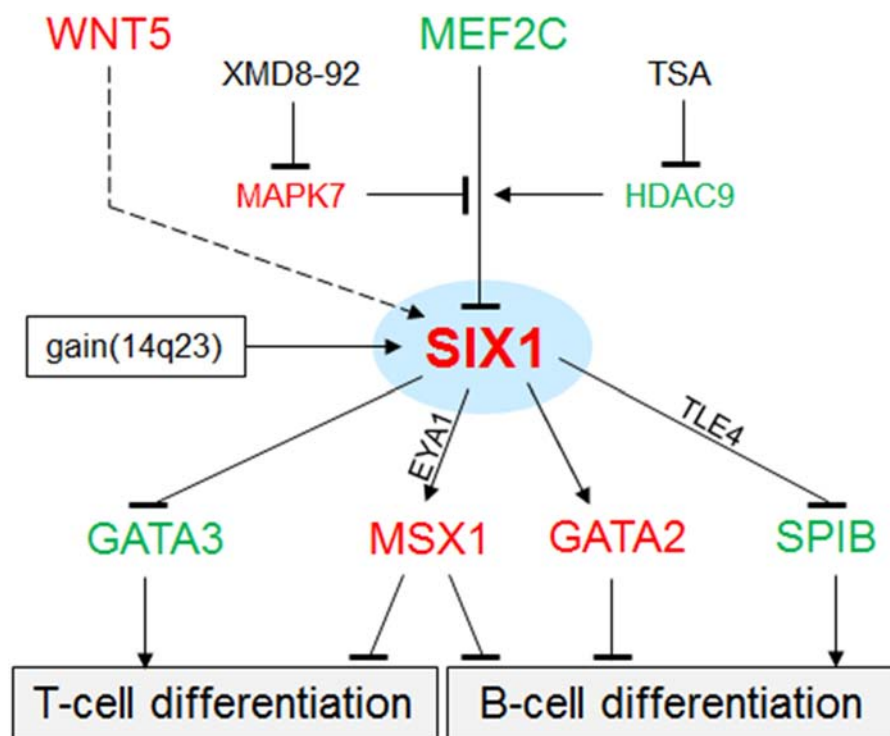 WNT5
MEF2C
XMD8-92
TSA
MAPK7
HDAC9
gain(14q23)
SIX1
EYA1
TLE4
GATA3
MSX1
GATA2
SPIB
T-cell differentiation
B-cell differentiation